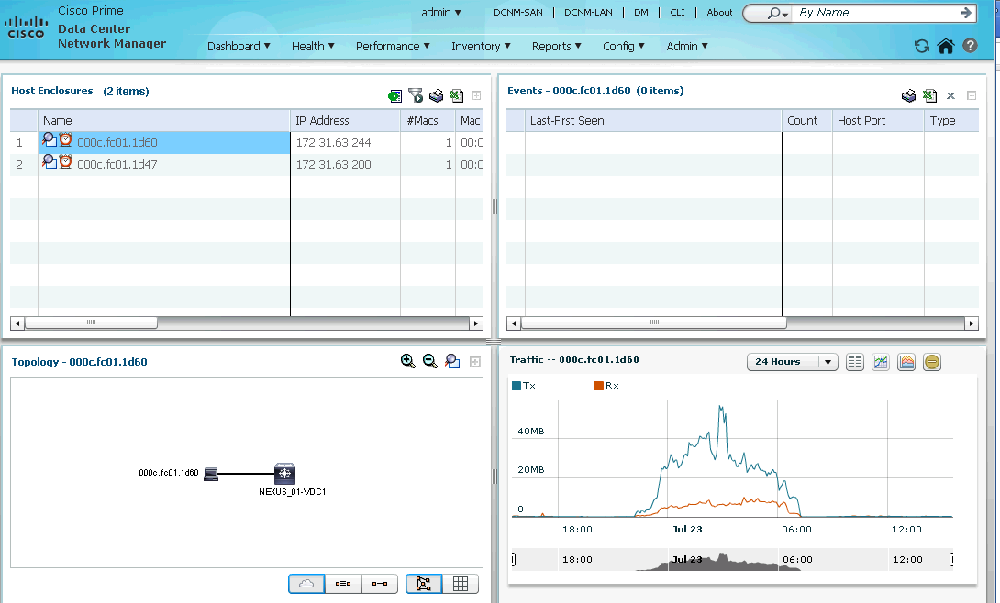 CISCO
Cisco Prime
Data Center
Network Manager
admin
DCNM-SAN
DCNM-LAN
DM
CLI
About
By Name
Dashboard
Health
Performance
Inventory
Reports
Config
Admin
Host Enclosures (2 items)
Name IP Address #Macs Mac
1 000c.fc01.1d60 172.31.63.244 1 00:0
2 000c.fc01.1d47 172.31.63.200 1 00:0
Events - 000c.fc01.1d60 (0 items)
Last-First Seen Count Host Port Type
Topology - 000c.fc01.1d60
000c.fc01.1d60
NEXUS_01-VDC1
Traffic -- 000c.fc01.1d60
24 Hours
Tx Rx
40MB
20MB
0
18:00 Jul 23 06:00 12:00
18:00 Jul 23 06:00 12:00